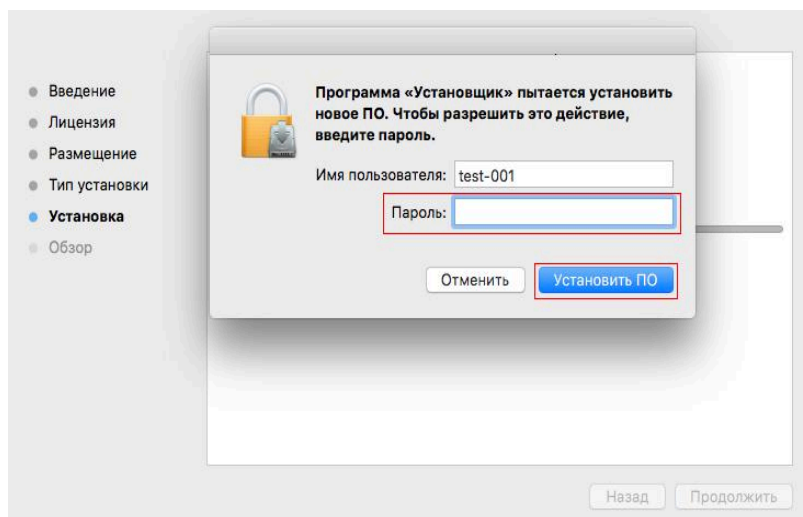 Введение
Лицензия
Размещение
Тип установки
Установка
Обзор
Программа «Установщик» пытается установить
новое ПО. Чтобы разрешить это действие,
введите пароль.
Имя пользователя: test-001
Пароль:
Отменить Установить ПО
Назад Продолжить